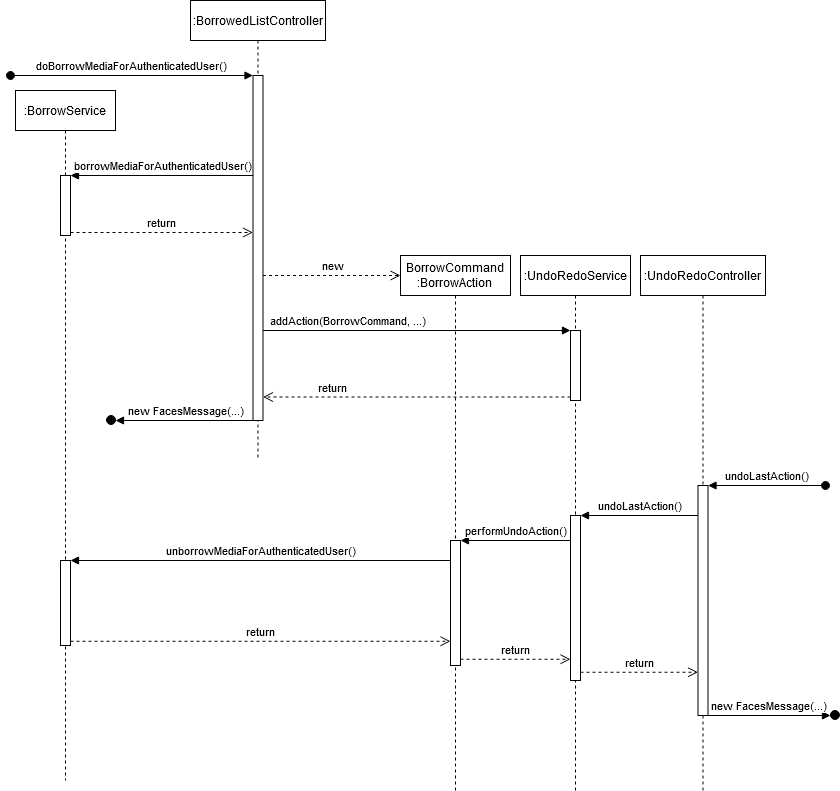 :BorrowedListController
doBorrowMediaForAuthenticatedUser()
:BorrowService
borrowMediaForAuthenticatedUser()
return
new
BorrowCommand
:BorrowAction
:UndoRedoService
:UndoRedoController
addAction(BorrowCommand, ...)
return
new FacesMessage(...)
undoLastAction()
undoLastAction()
performUndoAction()
unborrowMediaForAuthenticatedUser()
return
return
return
new FacesMessage(...)